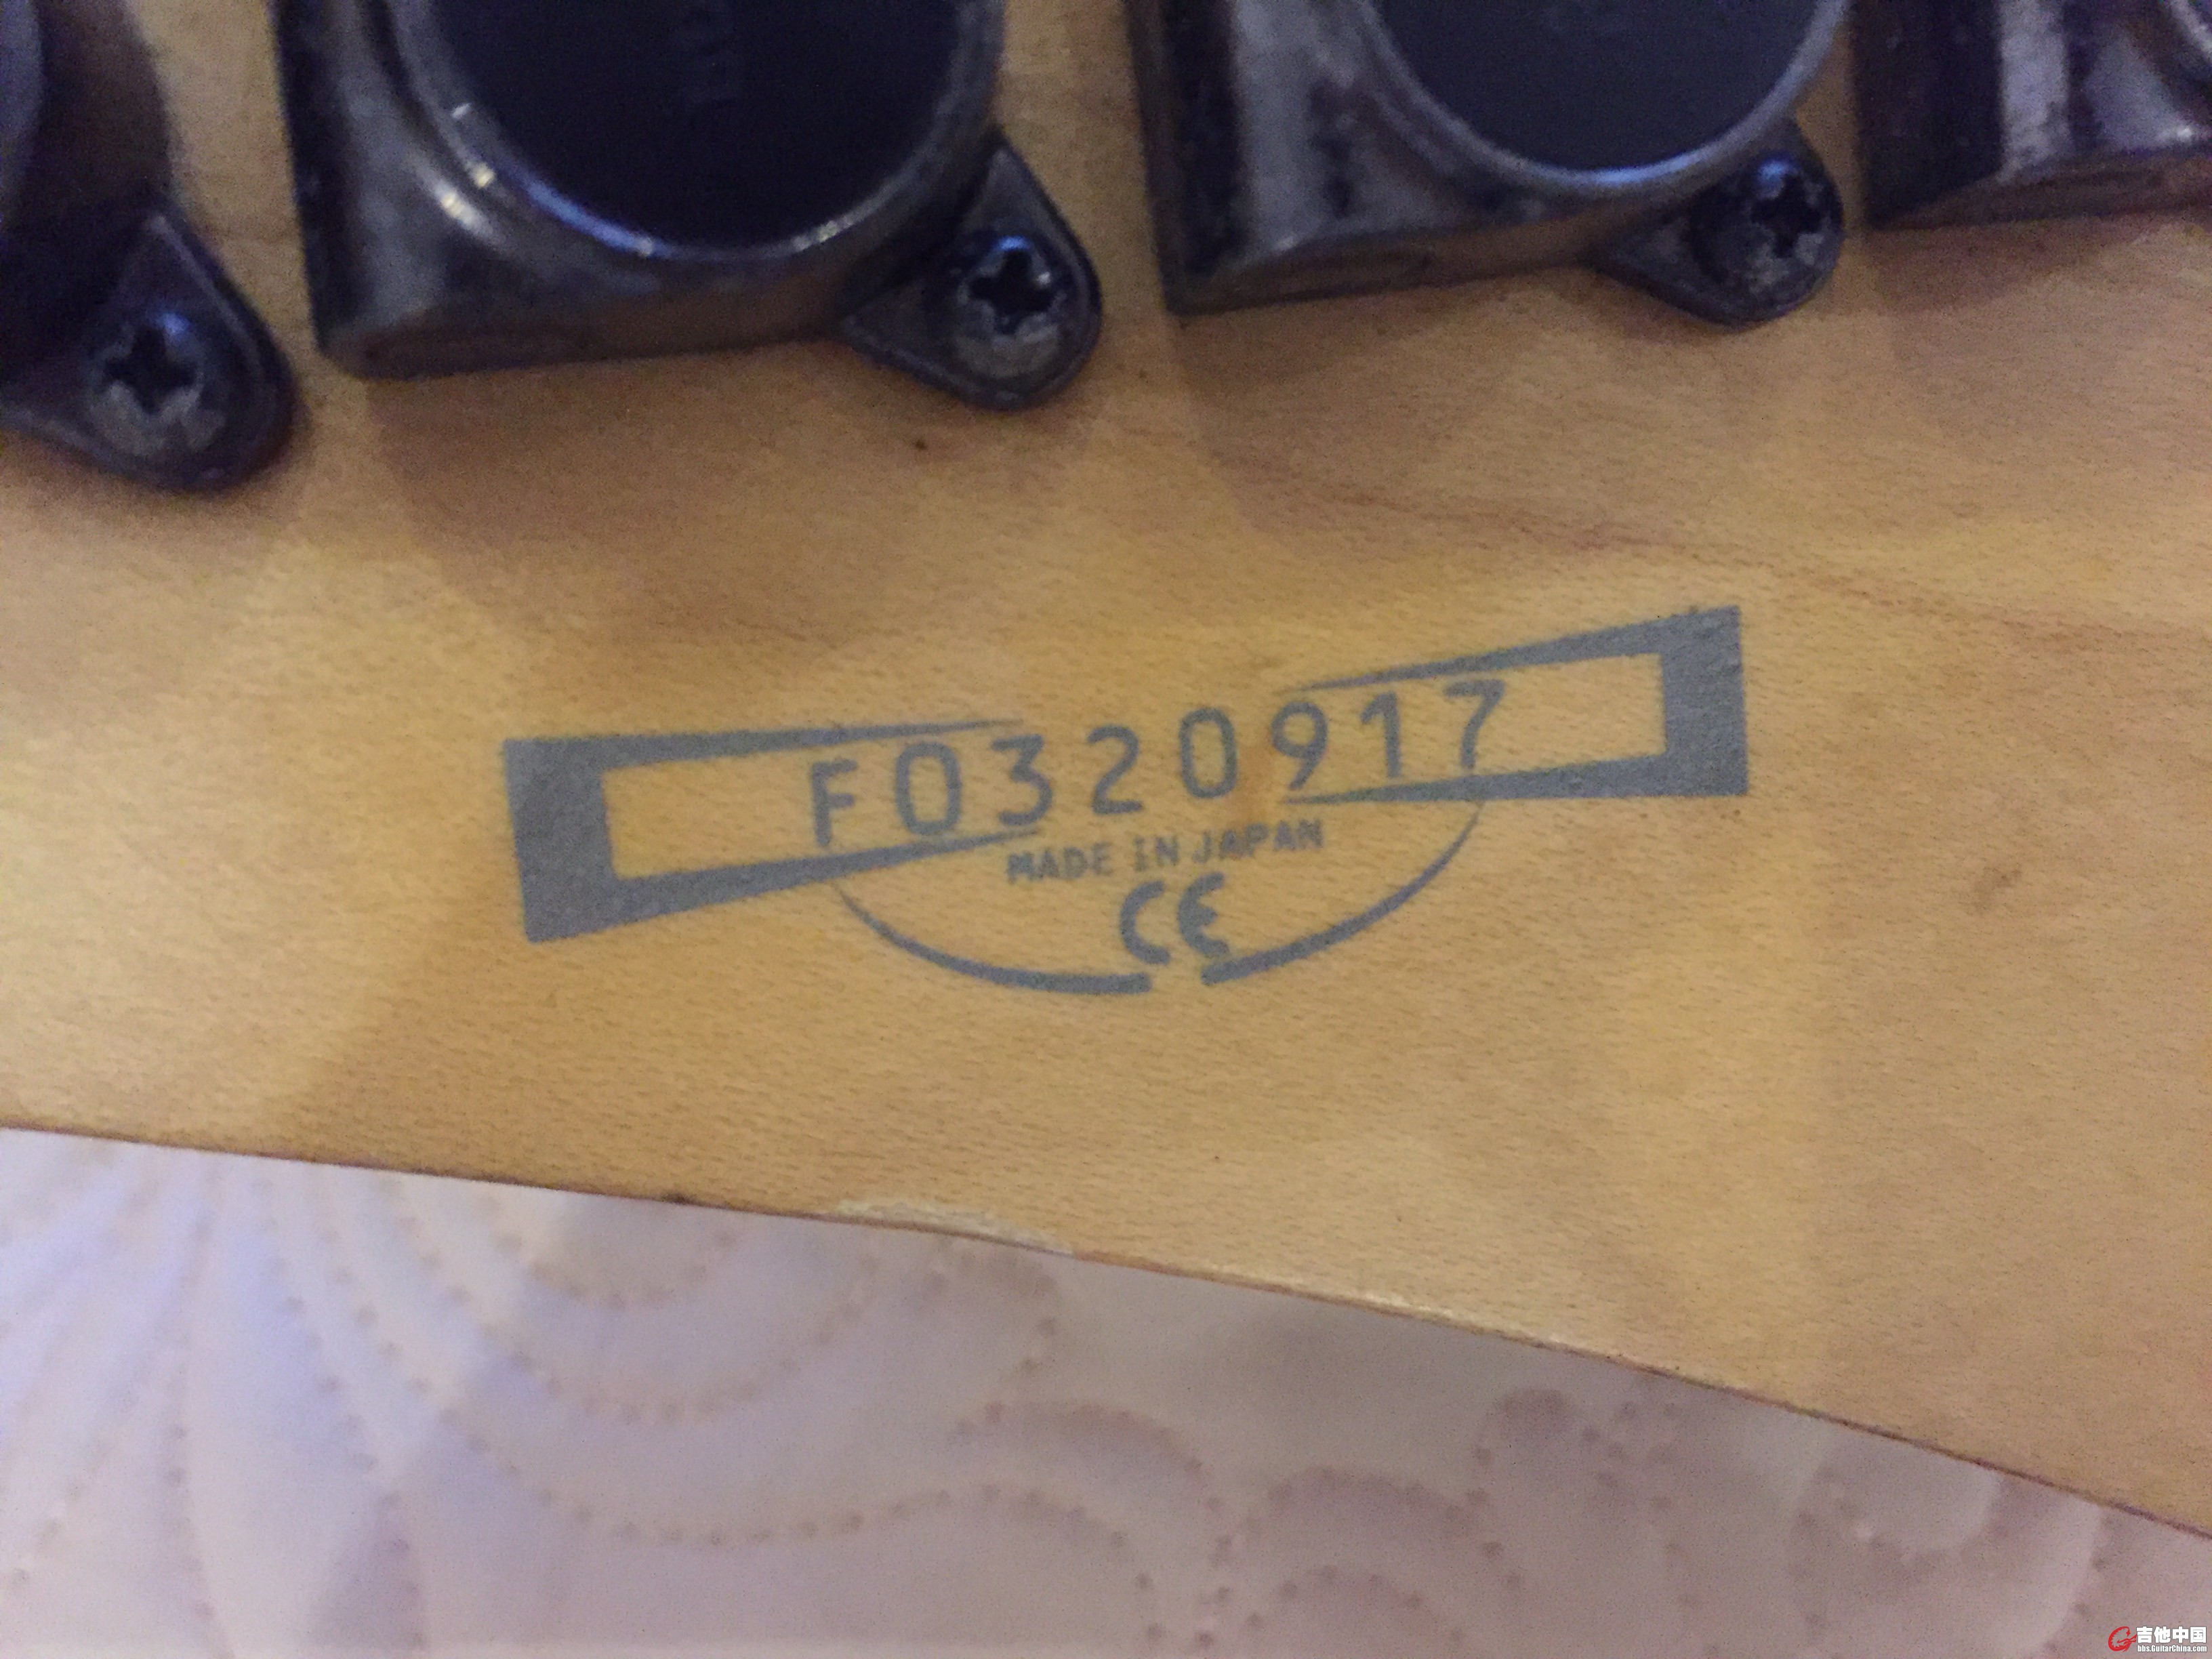 F0320917
MADE IN JAPAN
CE
吉他中国
bbs.GuitarChina.com